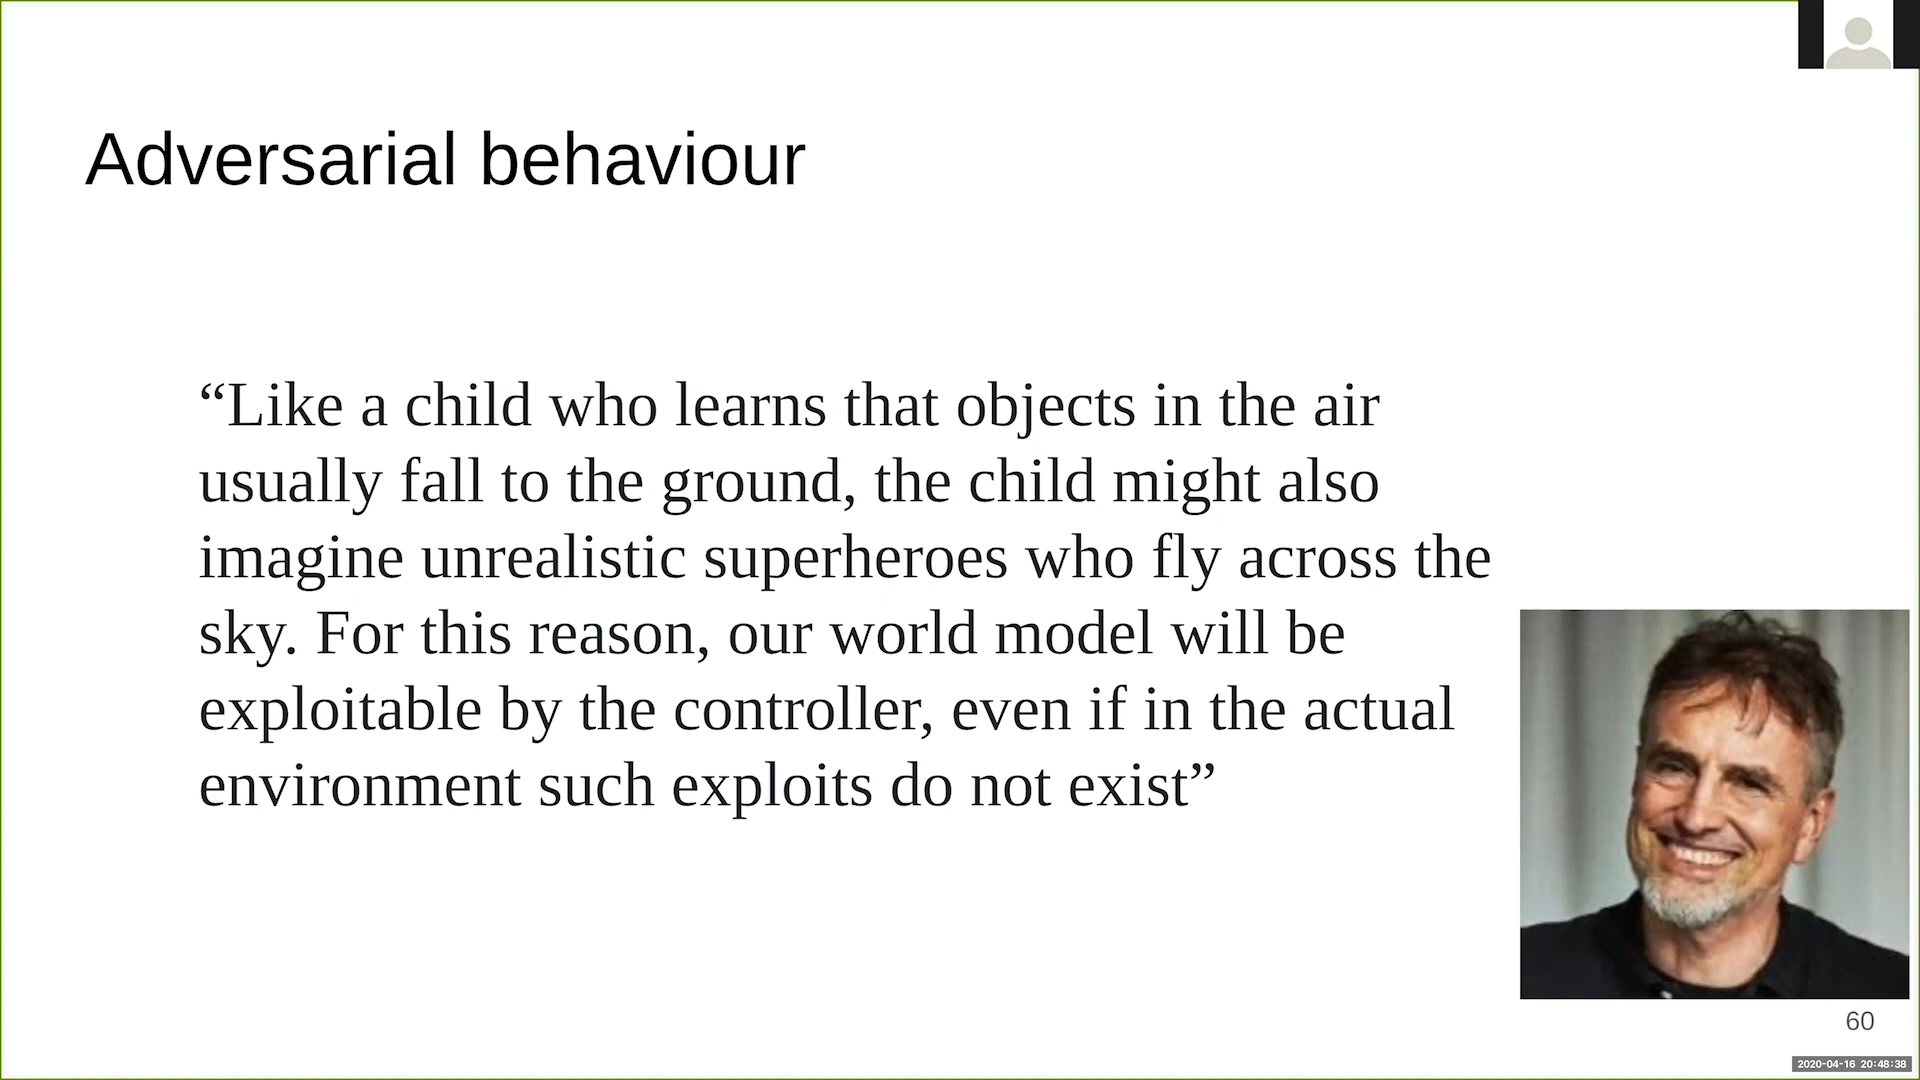 Adversarial behaviour
“Like a child who learns that objects in the air
usually fall to the ground, the child might also
imagine unrealistic superheroes who fly across the
sky. For this reason, our world model will be
exploitable by the controller, even if in the actual
environment such exploits do not exist”
60
2020-04-16 20:48:38